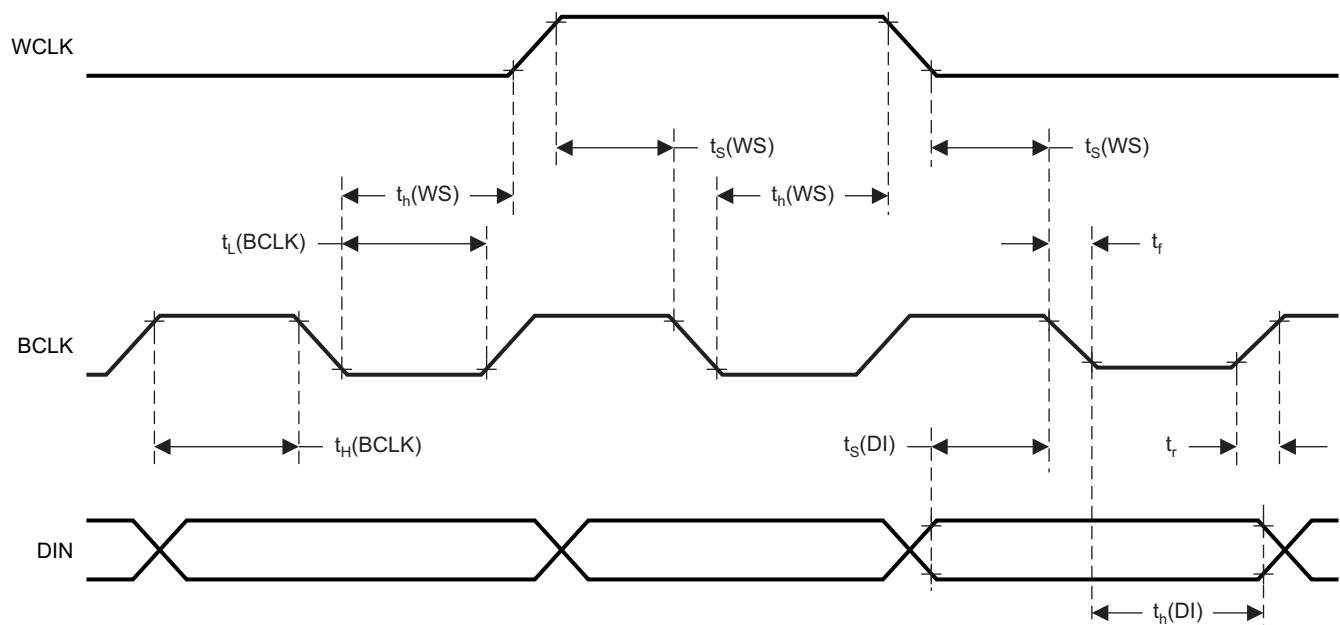 WCLK
tS(WS) tS(WS)
th(WS) th(WS)
tL(BCLK) tf
BCLK
tH(BCLK) tS(DI) tr
DIN
th(DI)